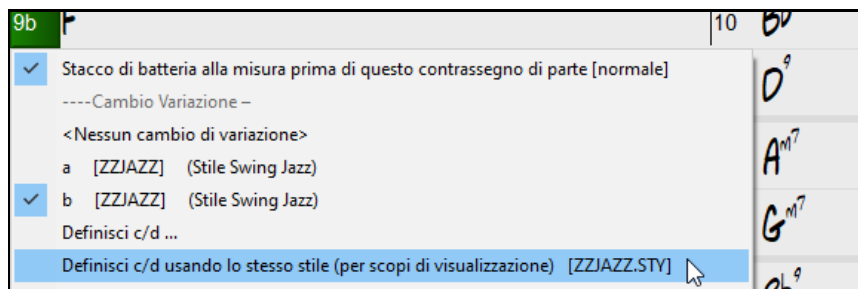 9b F 10 Bb
Stacco di batteria alla misura prima di questo contrassegno di parte [normale]
----Cambio Variazione –
D9
<Nessun cambio di variazione>
a [ZZJAZZ] (Stile Swing Jazz)
Am7
b [ZZJAZZ] (Stile Swing Jazz)
Definisci c/d ...
Gm7
Definisci c/d usando lo stesso stile (per scopi di visualizzazione) [ZZJAZZ.STY]